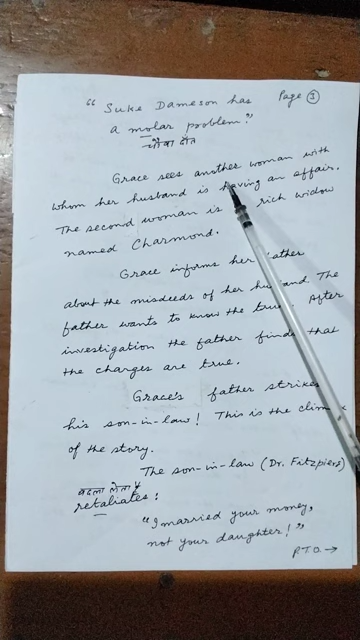 " Suke Dameson has Page ③
a molar problem."
चौका दाँत
Grace sees another woman with
whom her husband is having an affair.
The second woman is rich widow
named Charmond.
Grace informs her father
about the misdeeds of her husband. The
father wants to know the truth. After
investigation the father finds that
the charges are true.
Grace's father strikes
his son-in-law! This is the climax
of the story.
The son-in-law (Dr. Fitzpiers)
बदला लेता है
retaliates:
"I married your money,
not your daughter!"
P.T.O. →